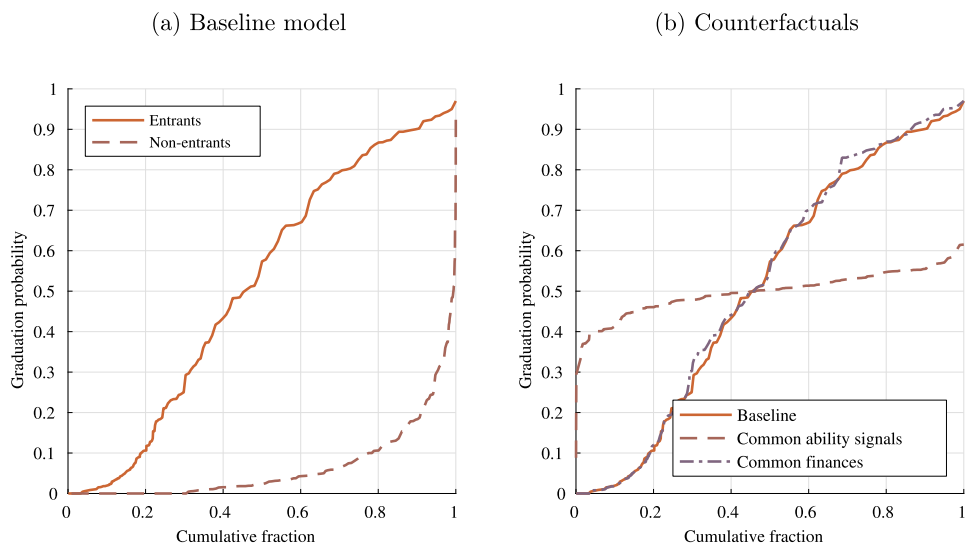 (a) Baseline model
Graduation probability
1
0.9
0.8
0.7
0.6
0.5
0.4
0.3
0.2
0.1
0
Entrants
Non-entrants
0 0.2 0.4 0.6 0.8 1
Cumulative fraction
(b) Counterfactuals
Graduation probability
1
0.9
0.8
0.7
0.6
0.5
0.4
0.3
0.2
0.1
0
Baseline
Common ability signals
Common finances
0 0.2 0.4 0.6 0.8 1
Cumulative fraction